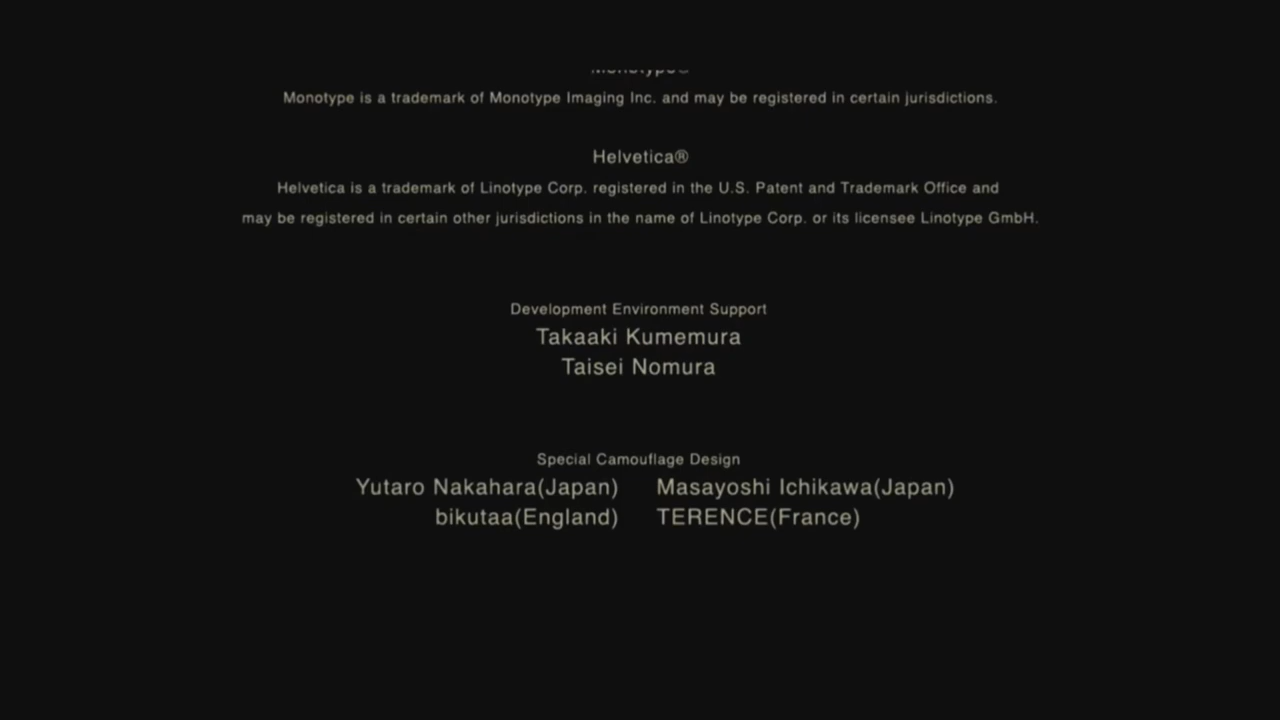 Monotype®
Monotype is a trademark of Monotype Imaging Inc. and may be registered in certain jurisdictions.
Helvetica®
Helvetica is a trademark of Linotype Corp. registered in the U.S. Patent and Trademark Office and
may be registered in certain other jurisdictions in the name of Linotype Corp. or its licensee Linotype GmbH.
Development Environment Support
Takaaki Kumemura
Taisei Nomura
Special Camouflage Design
Yutaro Nakahara(Japan) Masayoshi Ichikawa(Japan)
bikutaa(England) TERENCE(France)